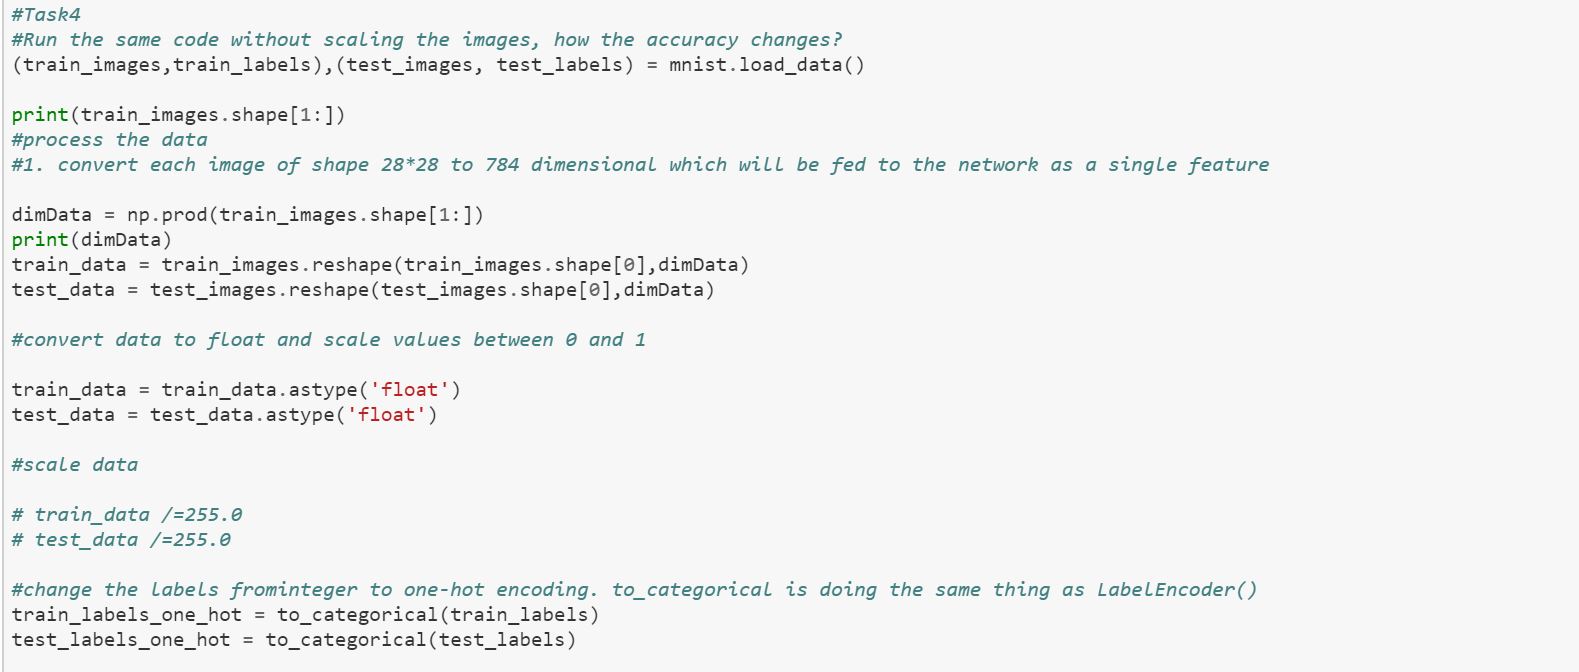 #Task4
#Run the same code without scaling the images, how the accuracy changes?
(train_images,train_labels),(test_images, test_labels) = mnist.load_data()
print(train_images.shape[1:])
#process the data
#1. convert each image of shape 28*28 to 784 dimensional which will be fed to the network as a single feature
dimData = np.prod(train_images.shape[1:])
print(dimData)
train_data = train_images.reshape(train_images.shape[0],dimData)
test_data = test_images.reshape(test_images.shape[0],dimData)
#convert data to float and scale values between 0 and 1
train_data = train_data.astype('float')
test_data = test_data.astype('float')
#scale data
# train_data /=255.0
# test_data /=255.0
#change the labels frominteger to one-hot encoding. to_categorical is doing the same thing as LabelEncoder()
train_labels_one_hot = to_categorical(train_labels)
test_labels_one_hot = to_categorical(test_labels)